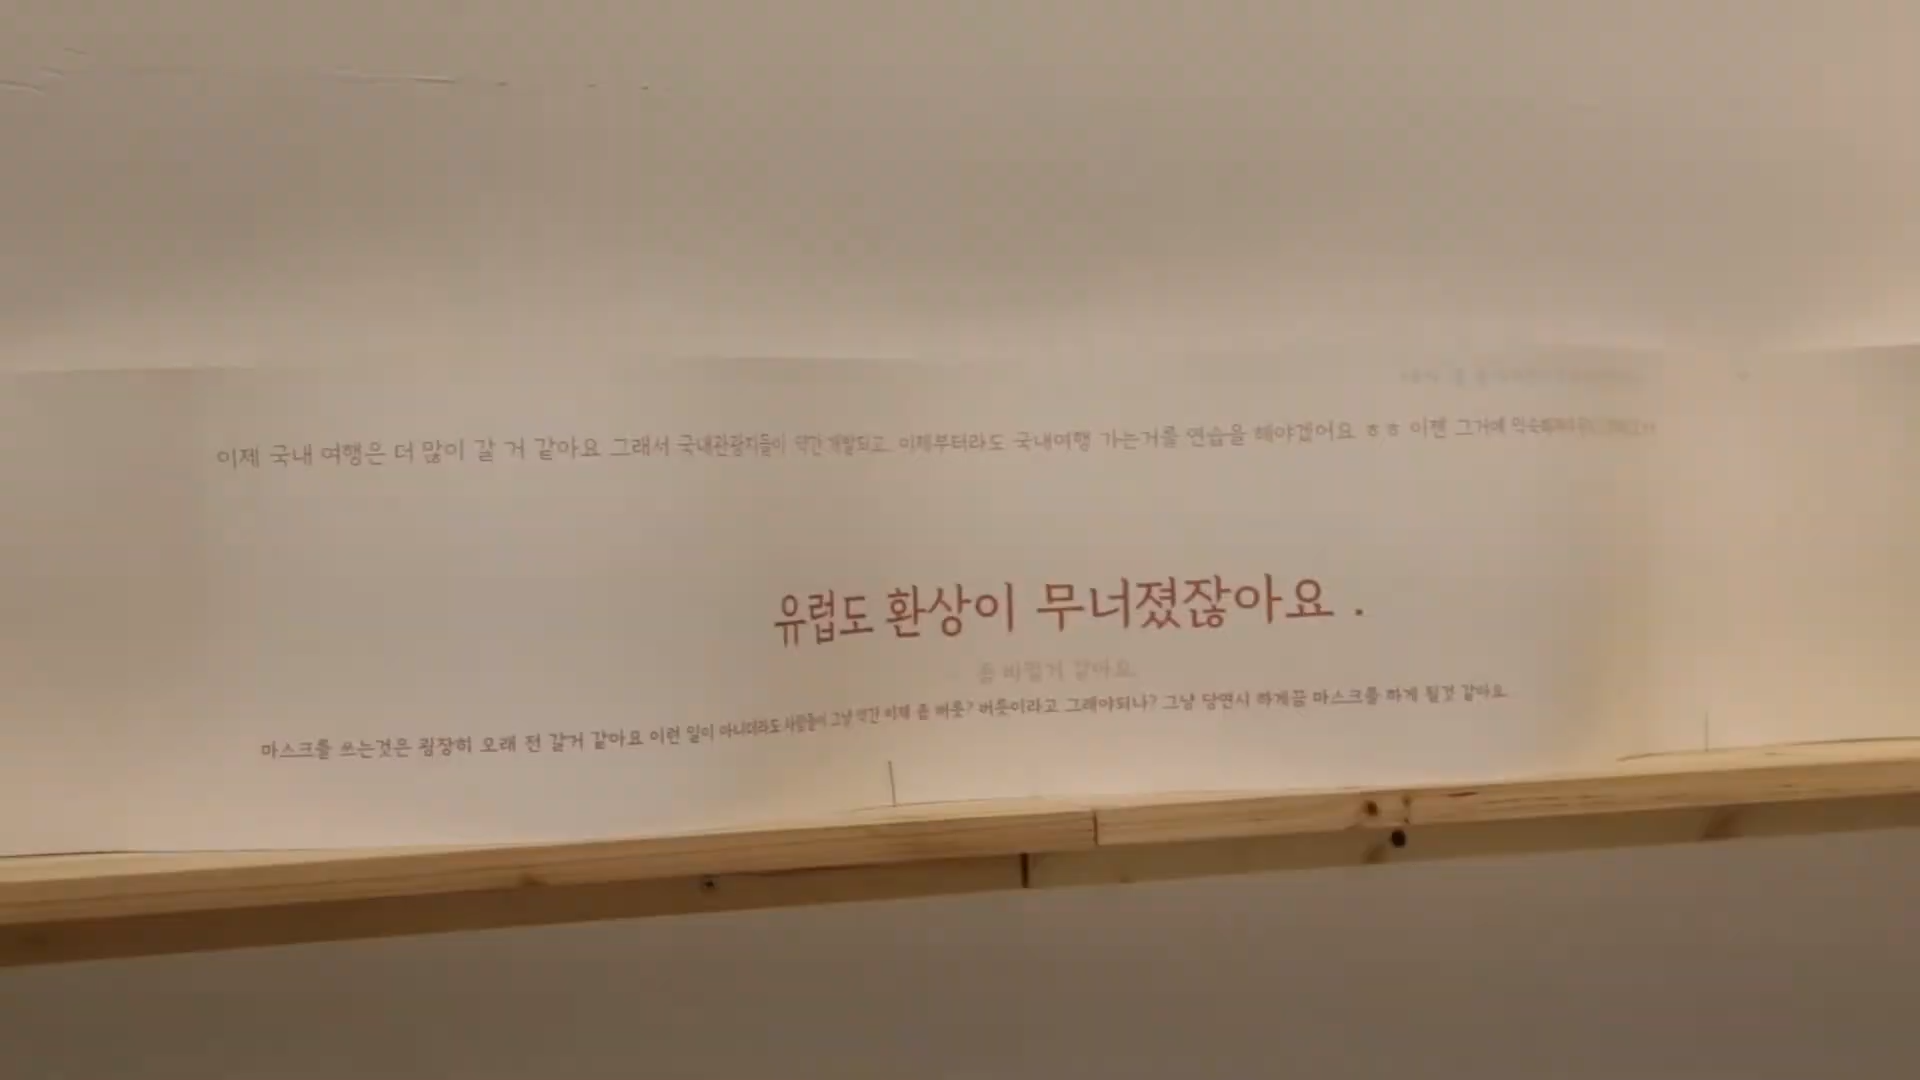 이제 국내 여행은 더 많이 갈 거 같아요 그래서 국내관광지들이 약간 개발되고. 이제부터라도 국내여행 가는거를 연습을 해야겠어요 ㅎㅎ 이젠 그거에
유럽도 환상이 무너졌잖아요 .
좀 바뀔거 같아요.
마스크를 쓰는것은 굉장히 오래 전 갈거 같아요 이런 일이 아니더라도 사람들이 그냥 약간 이제 좀 버릇? 버릇이라고 그래야되나? 그냥 당연시 하게끔 마스크를 하게 될것 같아요